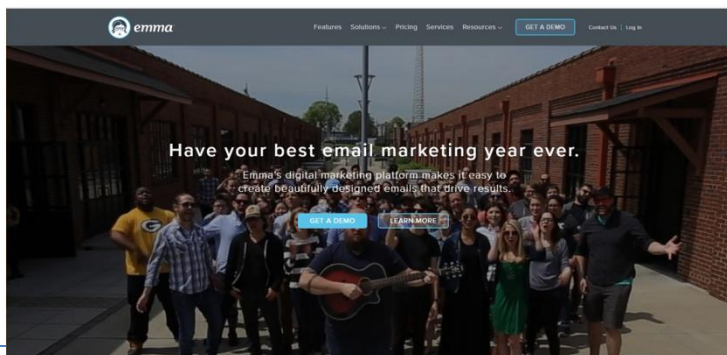 emma
Features Solutions Pricing Services Resources GET A DEMO Contact Us | Log In
Have your best email marketing year ever.
Emma's digital marketing platform makes it easy to
create beautifully designed emails that drive results.
GET A DEMO LEARN MORE
G